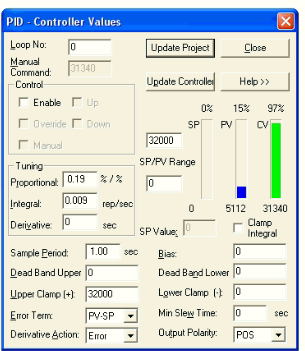 PID - Controller Values
Loop No: 0
Update Project
Close
Manual Command: 31340
Update Controller
Help >>
Control
Enable
Up
Override
Down
Manual
0% 15% 97%
SP PV CV
32000
SP/PV Range
0
0 5112 31340
SP Value: 0
Clamp Integral
Tuning
Proportional: 0.19 % / %
Integral: 0.009 rep/sec
Derivative: 0 sec
Sample Period: 1.00 sec
Bias: 0
Dead Band Upper 0
Dead Band Lower 0
Upper Clamp (+): 32000
Lower Clamp (-): 0
Error Term: PV-SP
Min Slew Time: 0 sec
Derivative Action: Error
Output Polarity: POS